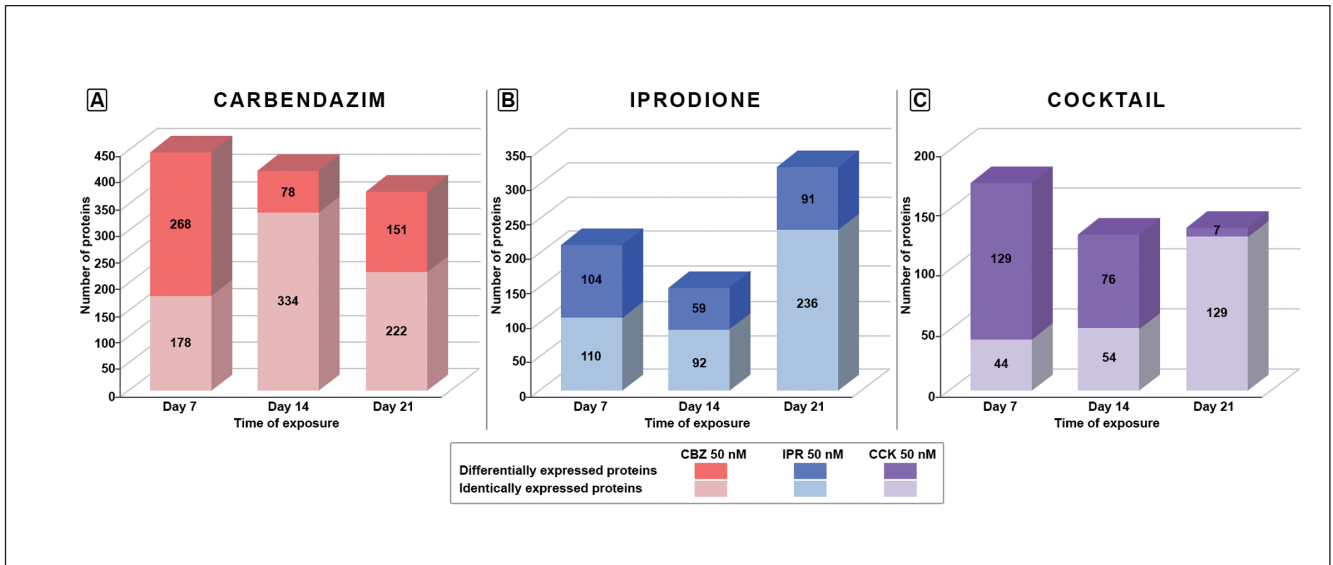 A CARBENDAZIM
450
400
350
300
250
200
150
100
50
0
Number of proteins
268
178
78
334
151
222
Day 7 Day 14 Day 21
Time of exposure
B IPRODIONE
350
300
250
200
150
100
50
0
Number of proteins
104
110
59
92
91
236
Day 7 Day 14 Day 21
Time of exposure
C COCKTAIL
200
150
100
50
0
Number of proteins
129
44
76
54
7
129
Day 7 Day 14 Day 21
Time of exposure
CBZ 50 nM IPR 50 nM CCK 50 nM
Differentially expressed proteins
Identically expressed proteins